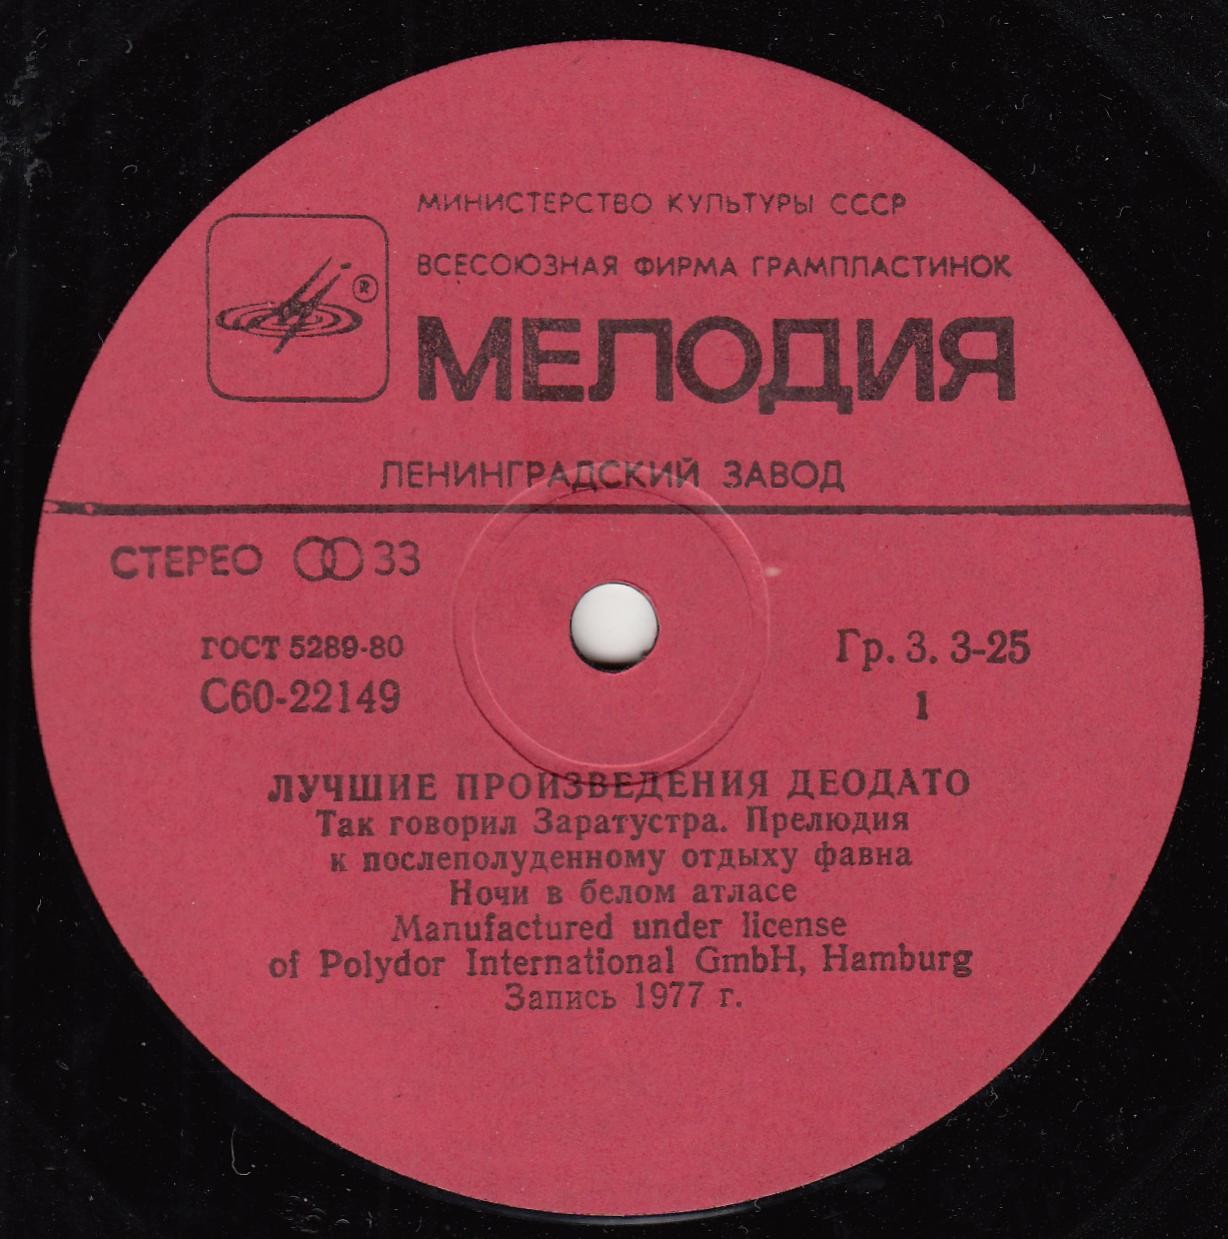 МИНИСТЕРСТВО КУЛЬТУРЫ СССР
ВСЕСОЮЗНАЯ ФИРМА ГРАМПЛАСТИНОК
®
МЕЛОДИЯ
ЛЕНИНГРАДСКИЙ ЗАВОД
СТЕРЕО 33
ГОСТ 5289-80
С60-22149
Гр. 3. 3-25
1
ЛУЧШИЕ ПРОИЗВЕДЕНИЯ ДЕОДАТО
Так говорил Заратустра. Прелюдия
к послеполуденному отдыху фавна
Ночи в белом атласе
Manufactured under license
of Polydor International GmbH, Hamburg
Запись 1977 г.